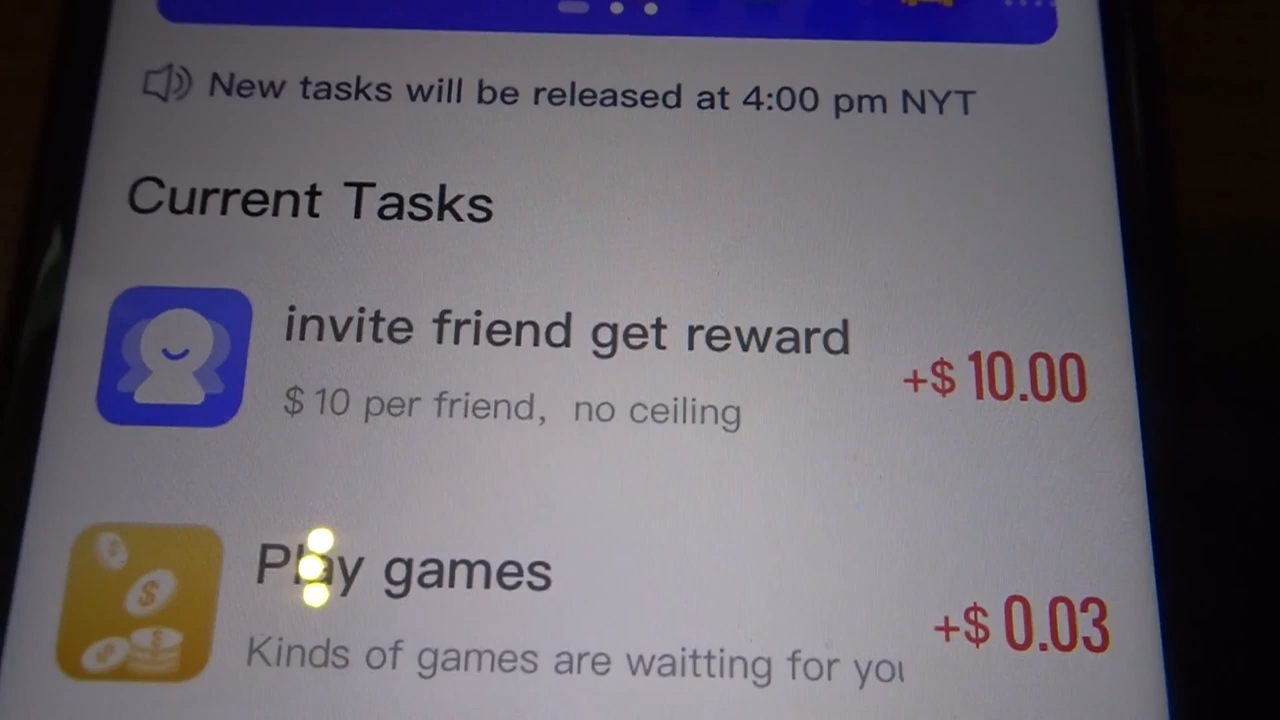 New tasks will be released at 4:00 pm NYT
Current Tasks
invite friend get reward
+$ 10.00
$ 10 per friend, no ceiling
Play games
+$ 0.03
Kinds of games are waitting for you